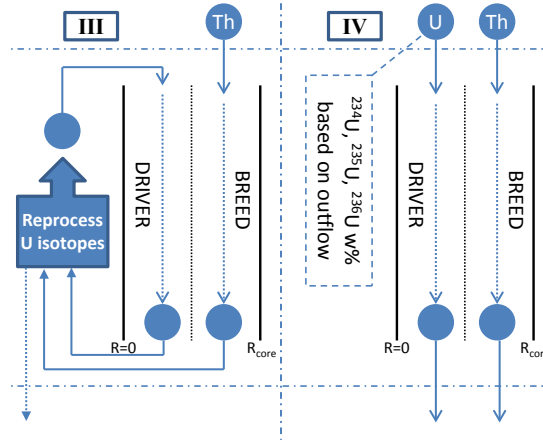 III
Th
IV
U
Th
DRIVER
BREED
Reprocess
U isotopes
R=0
Rcore
²³⁴U, ²³⁵U, ²³⁶U w%
based on outflow
DRIVER
BREED
R=0
Rcor